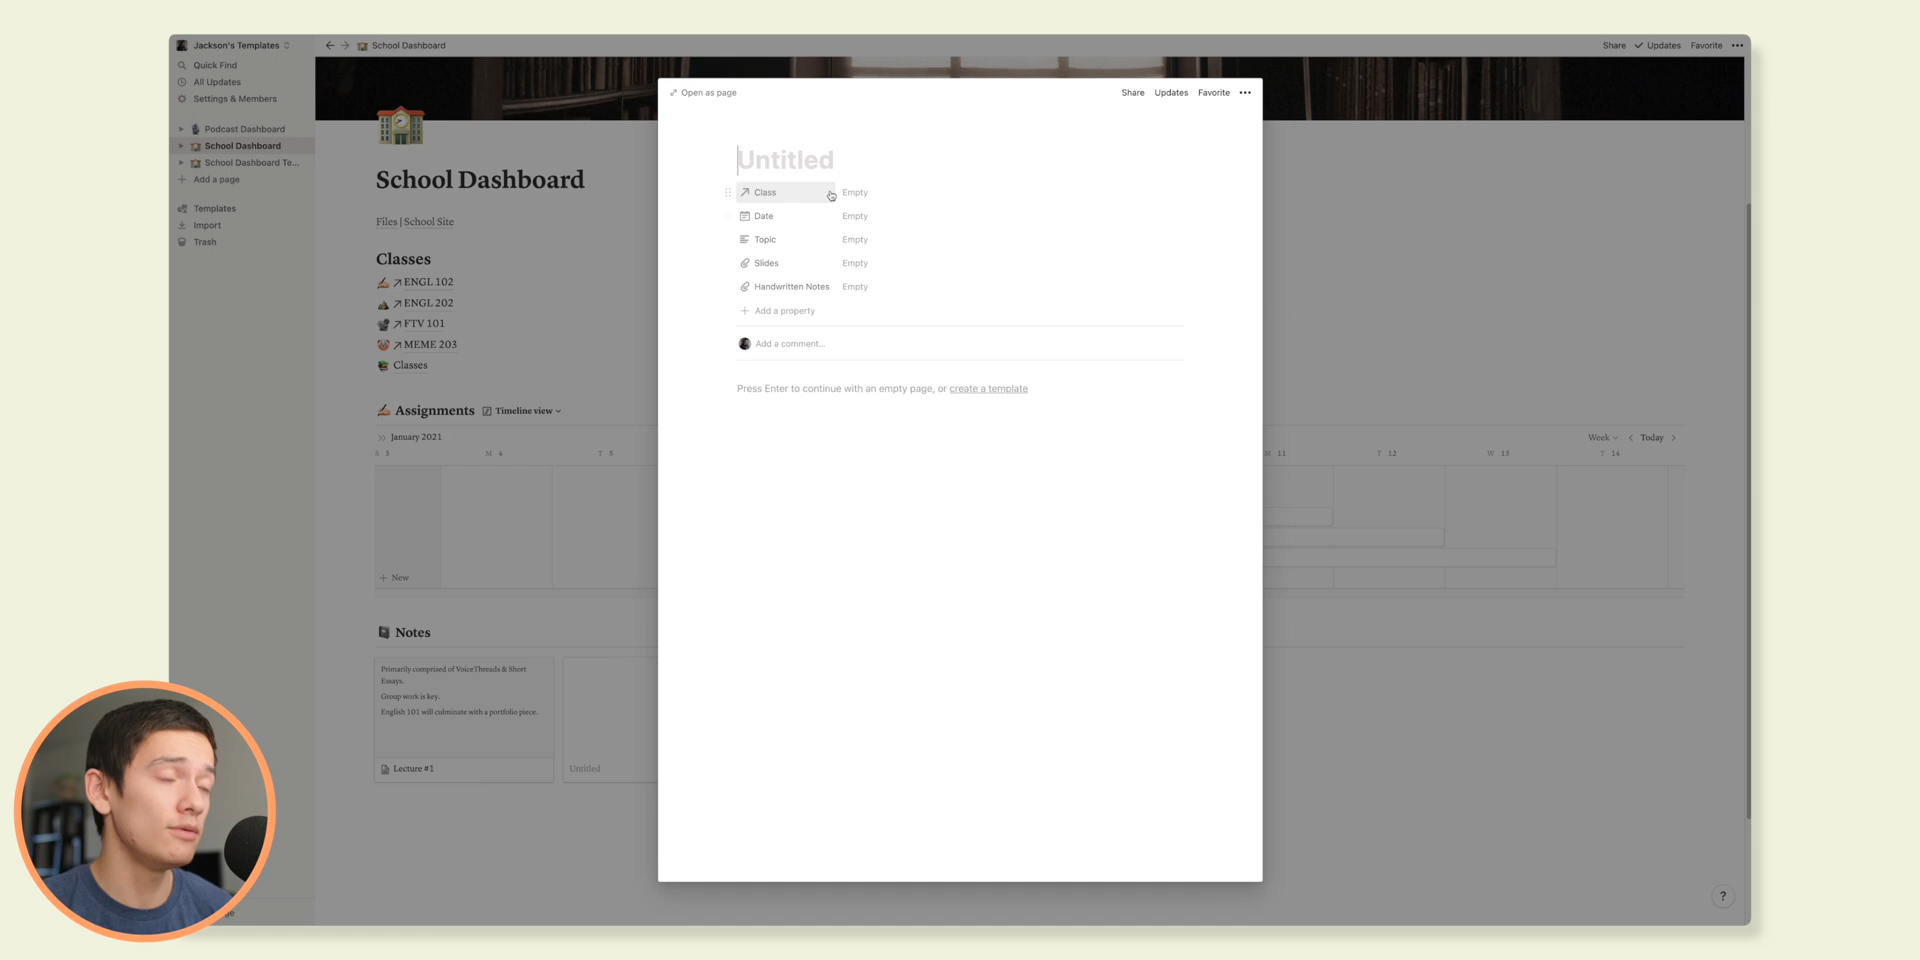 Jackson's Templates
Quick Find
All Updates
Settings & Members
Podcast Dashboard
School Dashboard
School Dashboard Te...
Add a page
Templates
Import
Trash
School Dashboard
Share
Updates
Favorite
School Dashboard
Files | School Site
Classes
ENGL 102
ENGL 202
FTV 101
MEME 203
Classes
Assignments
Timeline view
January 2021
Week
Today
3
M 4
T 5
M 11
T 12
W 13
T 14
New
Notes
Primarily comprised of VoiceThreads & Short
Essays.
Group work is key.
English 101 will culminate with a portfolio piece.
Lecture #1
Untitled
Open as page
Share
Updates
Favorite
Untitled
Class Empty
Date Empty
Topic Empty
Slides Empty
Handwritten Notes Empty
Add a property
Add a comment...
Press Enter to continue with an empty page, or create a template
?